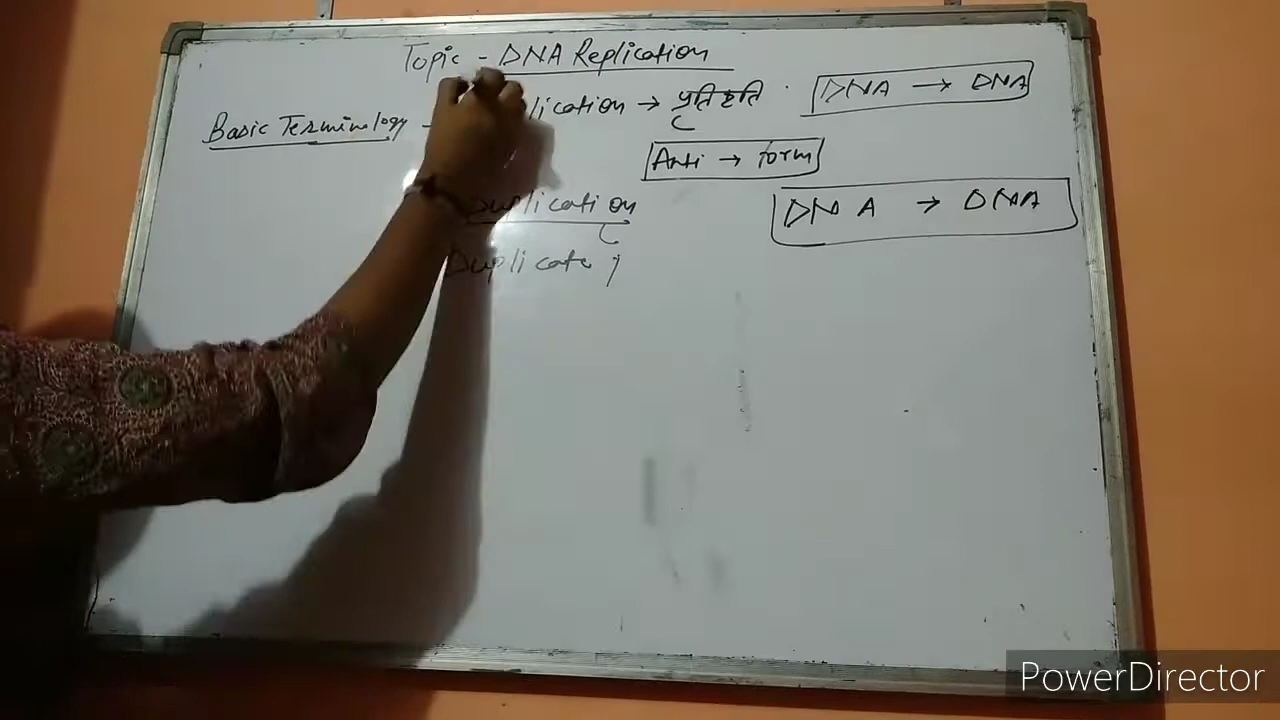 Topic - DNA Replication
Basic Terminology - lication → प्रतिकृति DNA → DNA
Anti → form
Duplication DNA → DNA
Duplicate ;
PowerDirector